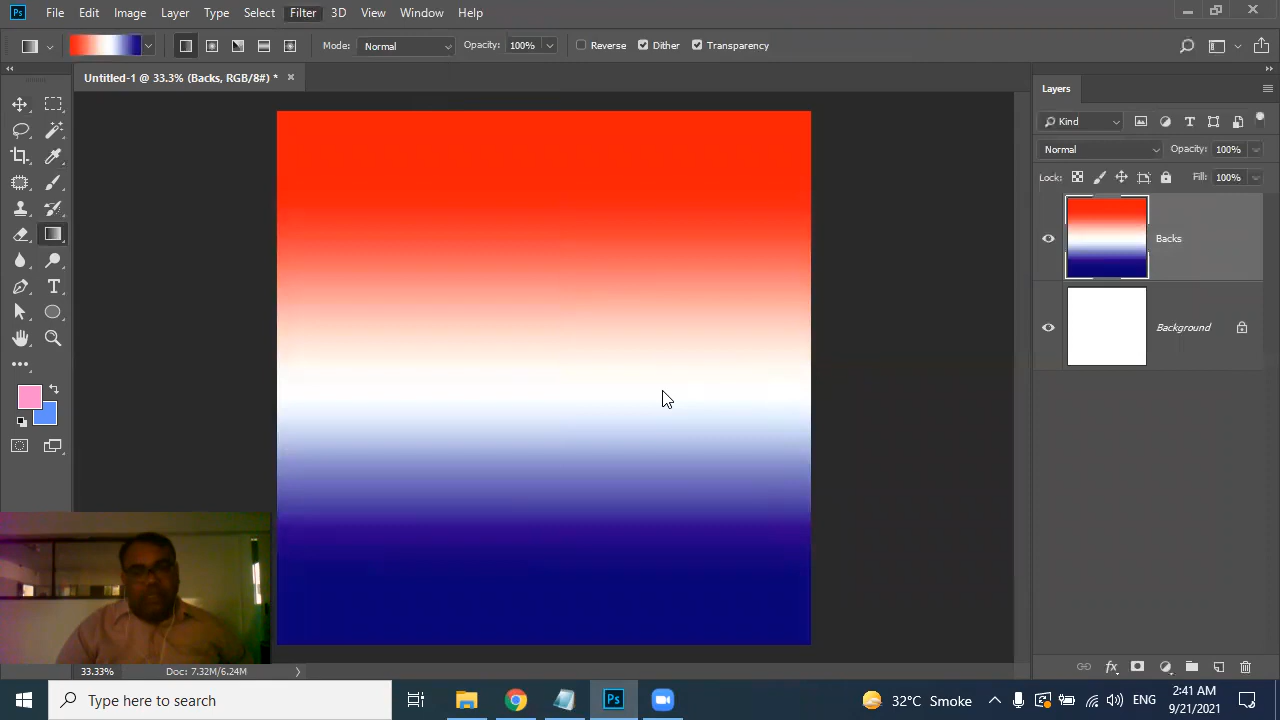 Ps File Edit Image Layer Type Select Filter 3D View Window Help
Mode: Normal Opacity: 100% Reverse Dither Transparency
Untitled-1 @ 33.3% (Backs, RGB/8#) *
Layers
Kind
Normal Opacity: 100%
Lock: Fill: 100%
Backs
Background
33.33% Doc: 7.32M/6.24M
Type here to search
Ps
32°C Smoke
ENG
2:41 AM
9/21/2021